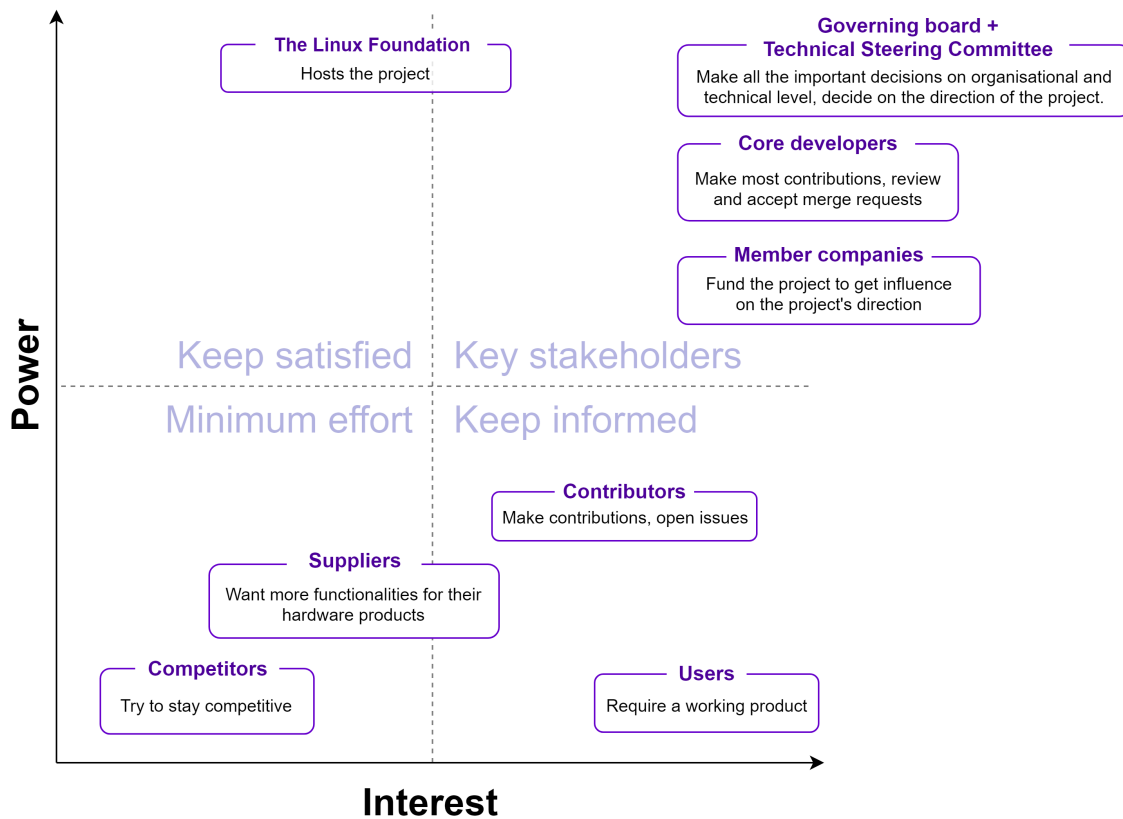 The Linux Foundation
Hosts the project
Governing board +
Technical Steering Committee
Make all the important decisions on organisational and
technical level, decide on the direction of the project.
Core developers
Make most contributions, review
and accept merge requests
Member companies
Fund the project to get influence
on the project's direction
Power
Keep satisfied
Key stakeholders
Minimum effort
Keep informed
Contributors
Make contributions, open issues
Suppliers
Want more functionalities for their
hardware products
Competitors
Try to stay competitive
Users
Require a working product
Interest